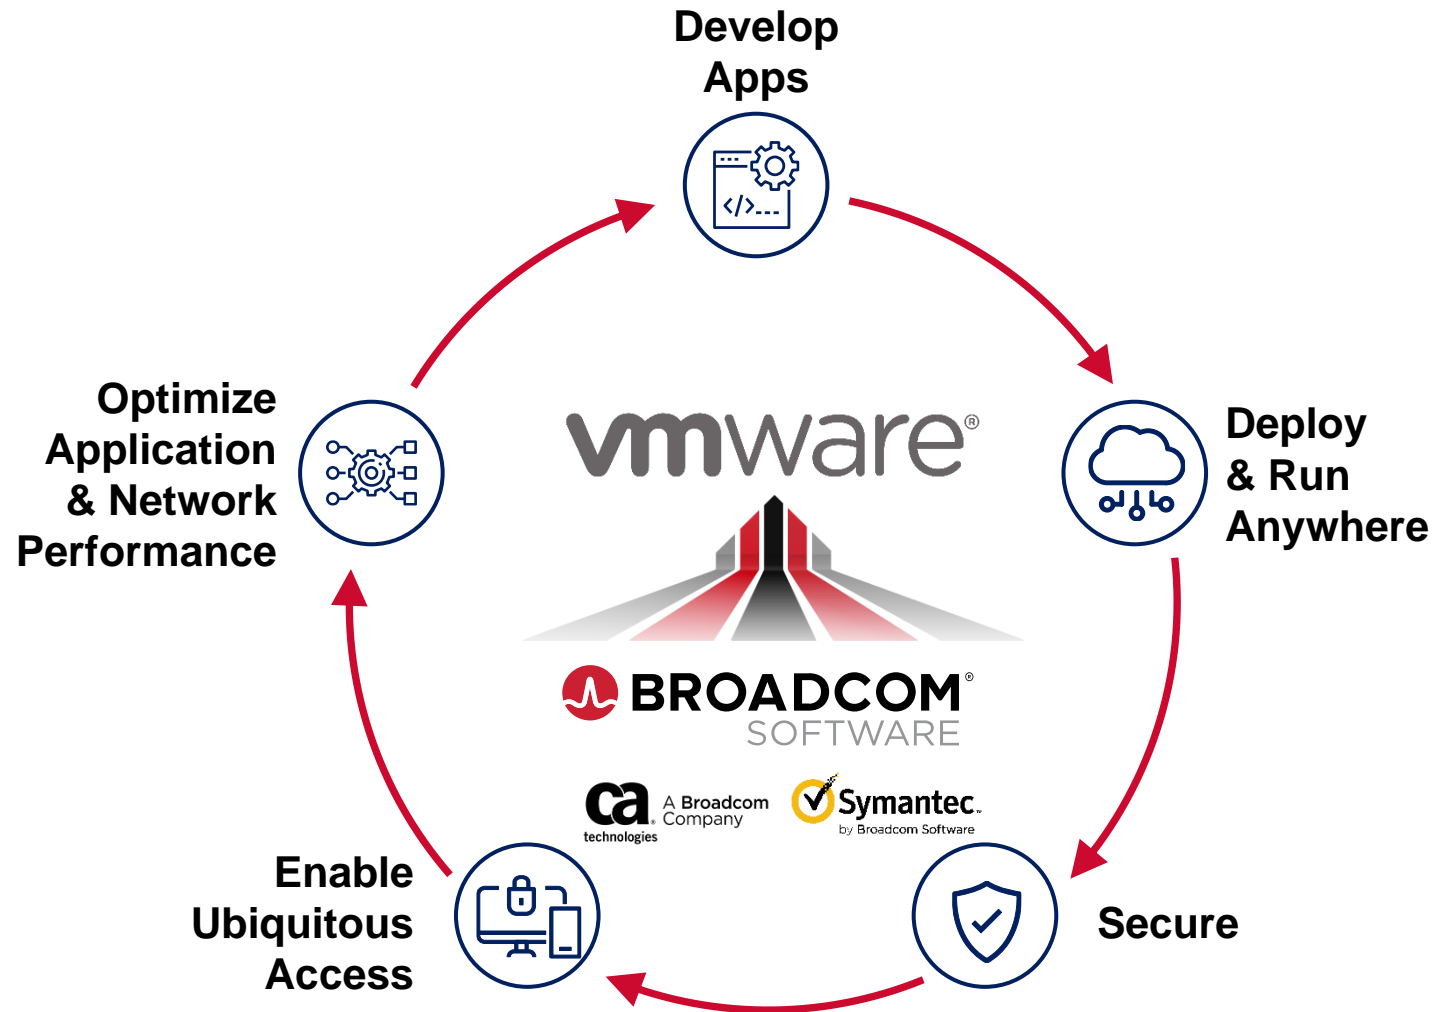 Develop
Apps
</>
Optimize
Application
& Network
Performance
vmware®
Deploy
& Run
Anywhere
BROADCOM®
SOFTWARE
ca®
technologies
A Broadcom
Company
Symantec™
by Broadcom Software
Enable
Ubiquitous
Access
Secure